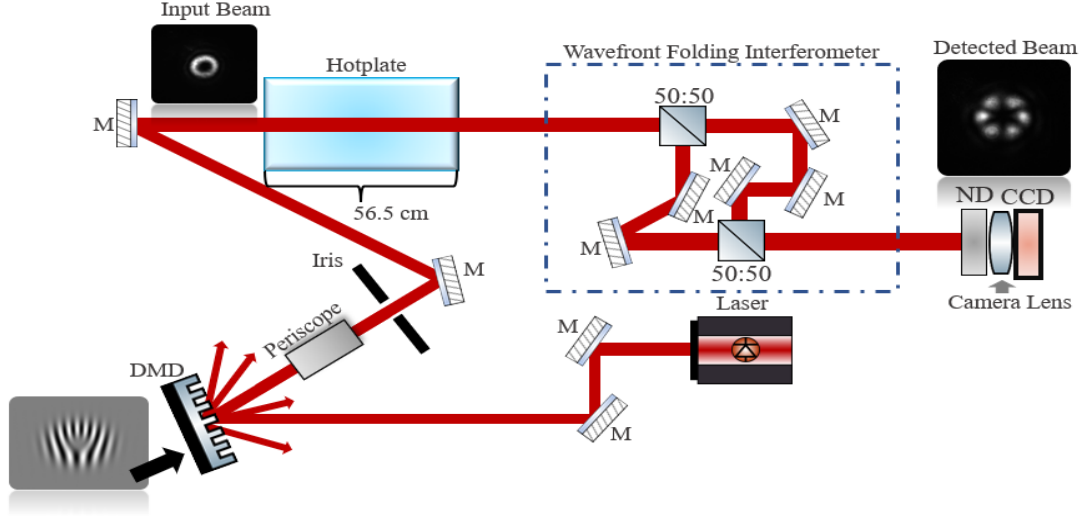 Input Beam
Hotplate
Wavefront Folding Interferometer
Detected Beam
50:50
M
M
M
M
56.5 cm
M
M
ND
CCD
50:50
Iris
M
Camera Lens
Laser
Periscope
M
DMD
M